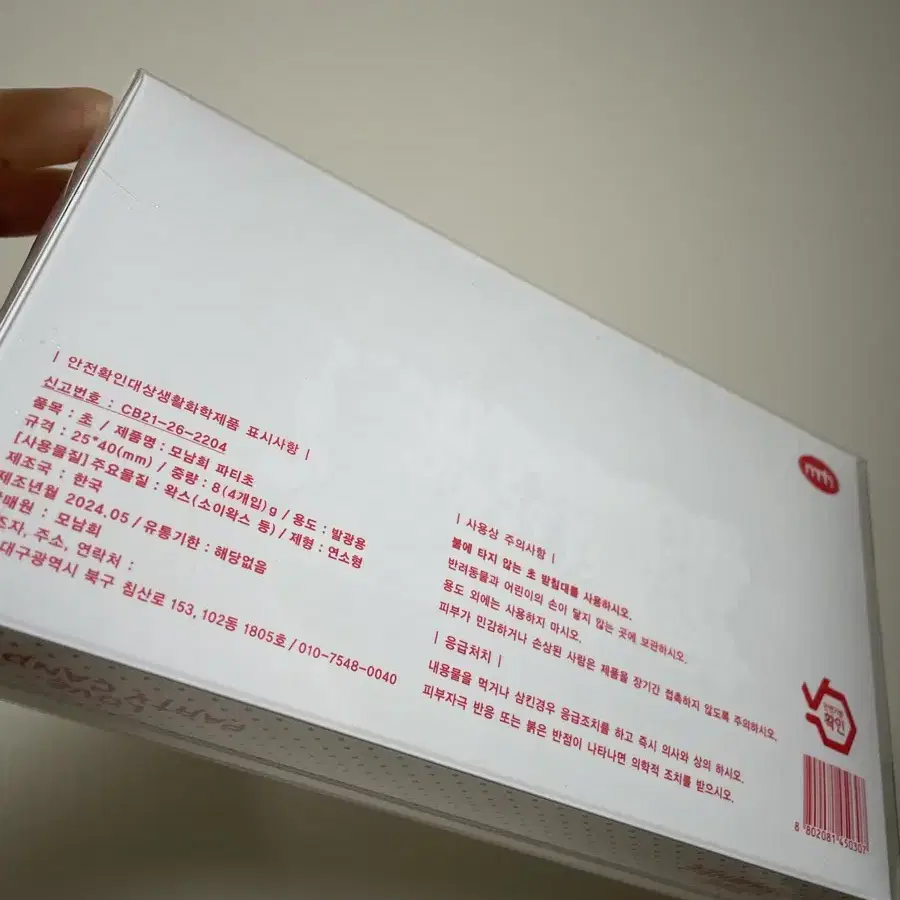 | 안전확인대상생활화학제품 표시사항 |
신고번호 : CB21-26-2204
품목 : 초 / 제품명 : 모남희 파티초
규격 : 25*40(mm) / 중량 : 8(4개입)g / 용도 : 발광용
[사용물질]주요물질 : 왁스(소이왁스 등) / 제형 : 연소형
제조국 : 한국
제조년월 2024.05 / 유통기한 : 해당없음
판매원 : 모남희
주소, 연락처 :
대구광역시 북구 침산로 153, 102동 1805호 / 010-7548-0040
| 사용상 주의사항 |
불에 타지 않는 초 받침대를 사용하시오.
반려동물과 어린이의 손이 닿지 않는 곳에 보관하시오.
용도 외에는 사용하지 마시오.
피부가 민감하거나 손상된 사람은 제품을 장기간 접촉하지 않도록 주의하시오.
| 응급처치 |
내용물을 먹거나 삼킨경우 응급조치를 하고 즉시 의사와 상의 하시오.
피부자극 반응 또는 붉은 반점이 나타나면 의학적 조치를 받으시오.
mh
안전기준
확인
8 802081 450307
PARTY